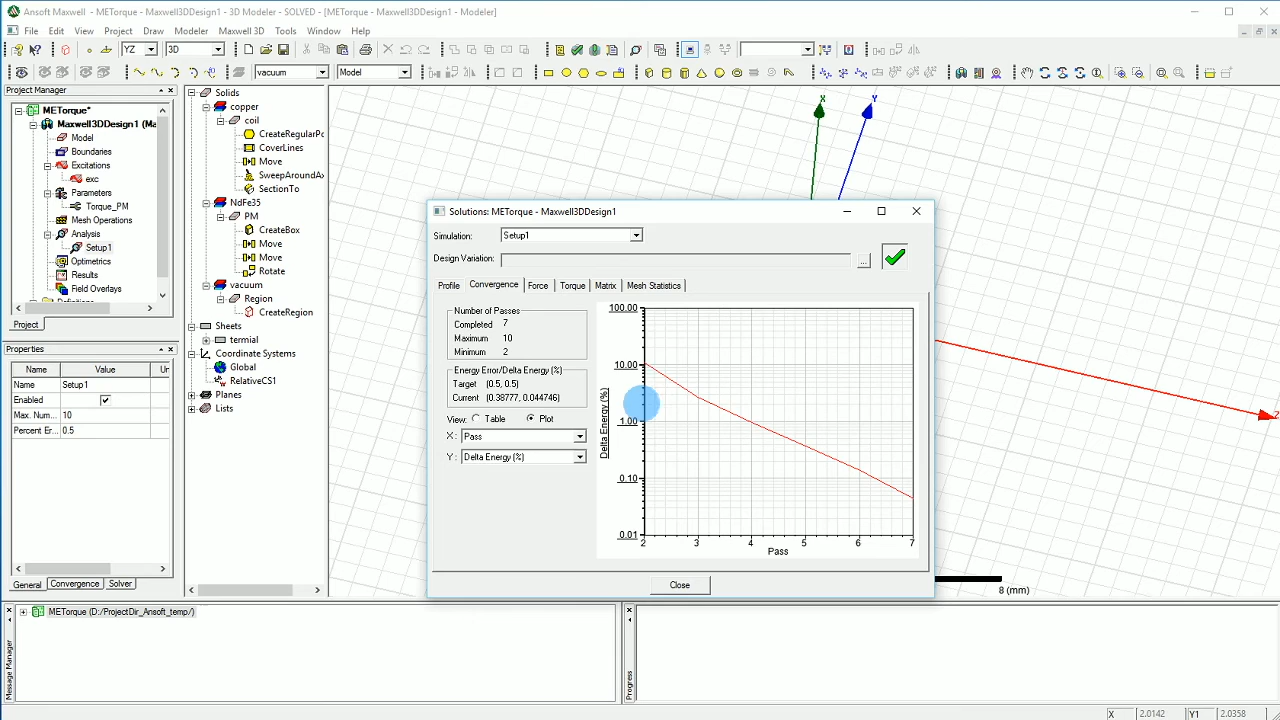 Ansoft Maxwell - METorque - Maxwell3DDesign1 - 3D Modeler - SOLVED - [METorque - Maxwell3DDesign1 - Modeler]
File Edit View Project Draw Modeler Maxwell 3D Tools Window Help
YZ 3D
vacuum Model
Project Manager
METorque*
Maxwell3DDesign1 (Ma
Model
Boundaries
Excitations
exc
Parameters
Torque_PM
Mesh Operations
Analysis
Setup1
Optimetrics
Results
Field Overlays
Project
Properties
Name Value Un
Name Setup1
Enabled
Max. Num... 10
Percent Er... 0.5
General Convergence Solver
Solids
copper
coil
CreateRegularPo
CoverLines
Move
SweepAroundAx
SectionTo
NdFe35
PM
CreateBox
Move
Move
Rotate
vacuum
Region
CreateRegion
Sheets
termial
Coordinate Systems
Global
RelativeCS1
Planes
Lists
X Y
Z
8 (mm)
Solutions: METorque - Maxwell3DDesign1
Simulation: Setup1
Design Variation: ...
Profile Convergence Force Torque Matrix Mesh Statistics
Number of Passes
Completed 7
Maximum 10
Minimum 2
Energy Error/Delta Energy (%)
Target (0.5, 0.5)
Current (0.38777, 0.044746)
View: Table Plot
X: Pass
Y: Delta Energy (%)
100.00
10.00
1.00
0.10
0.01
Delta Energy (%)
2 3 4 5 6 7
Pass
Close
METorque (D:/ProjectDir_Ansoft_temp/)
Message Manager
Progress
X 2.0142 Y1 2.0358